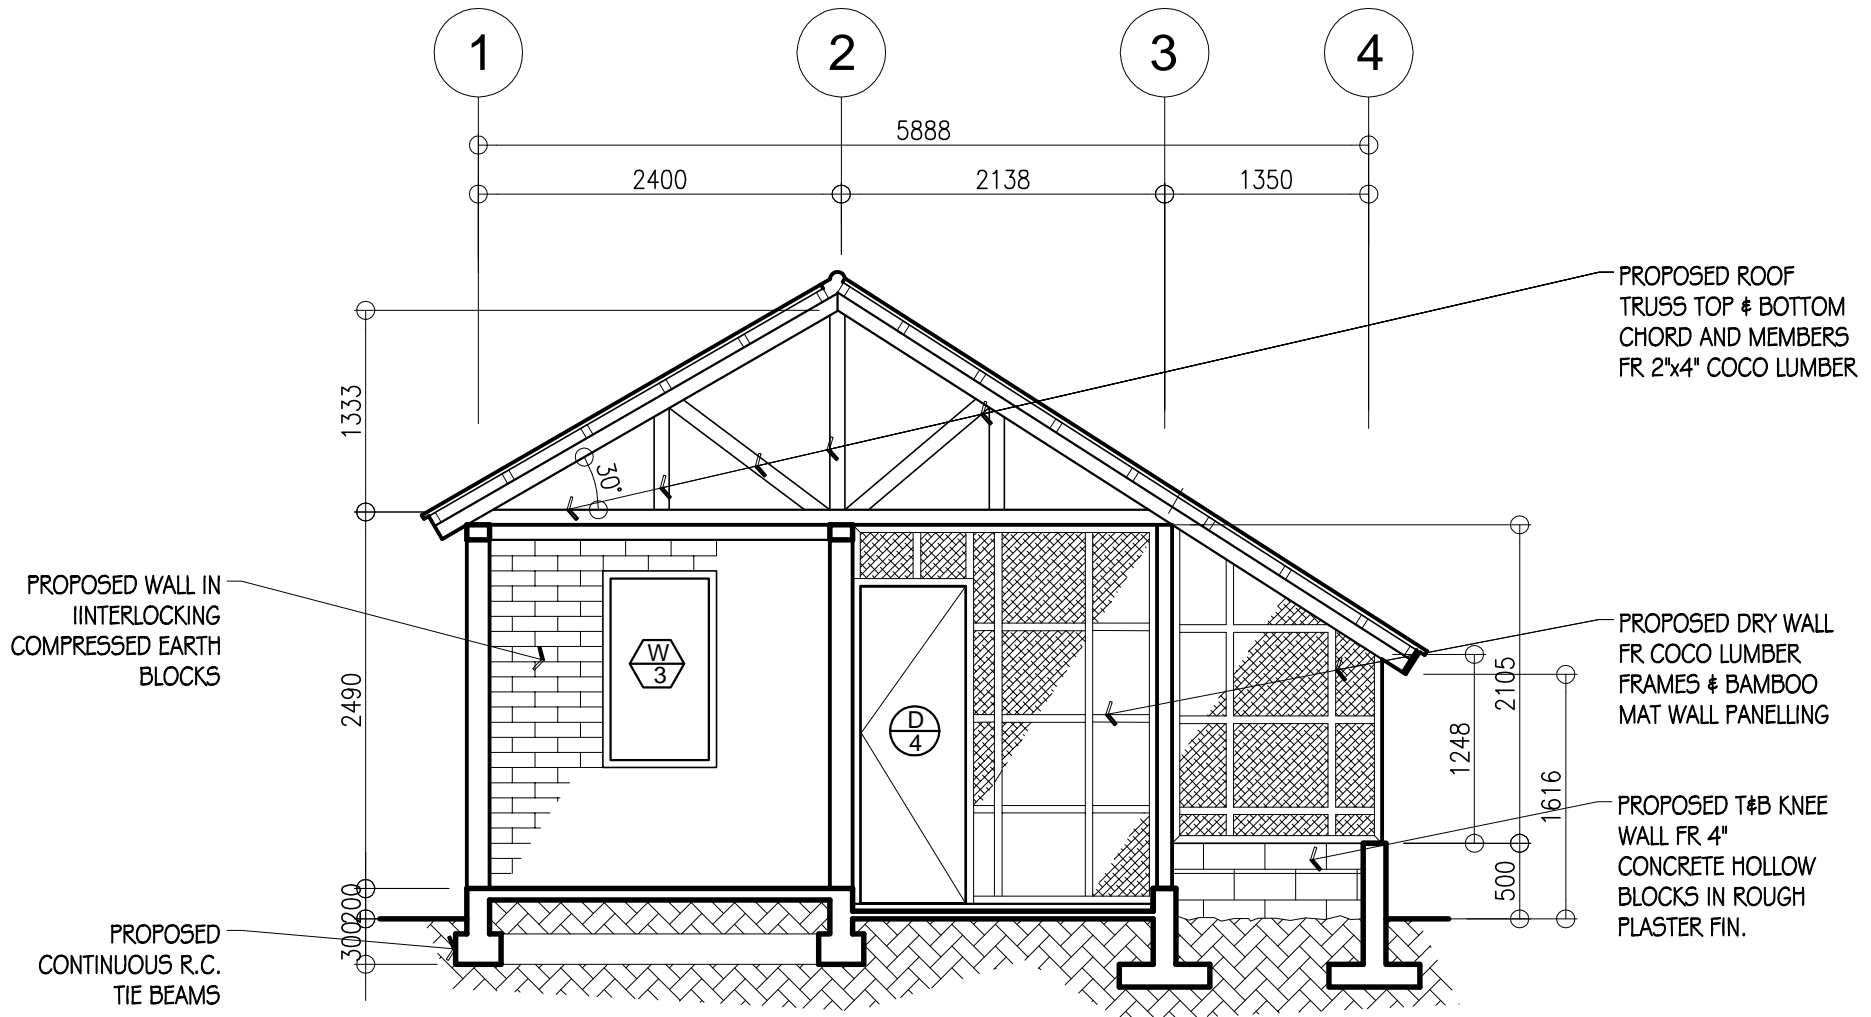 1
2
3
4
5888
2400
2138
1350
PROPOSED ROOF
TRUSS TOP & BOTTOM
CHORD AND MEMBERS
FR 2"x4" COCO LUMBER
1333
30°
PROPOSED WALL IN
IINTERLOCKING
COMPRESSED EARTH
BLOCKS
W
3
D
4
2490
PROPOSED DRY WALL
FR COCO LUMBER
FRAMES & BAMBOO
MAT WALL PANELLING
2105
1248
1616
PROPOSED T&B KNEE
WALL FR 4"
CONCRETE HOLLOW
BLOCKS IN ROUGH
PLASTER FIN.
500
200
300
PROPOSED
CONTINUOUS R.C.
TIE BEAMS